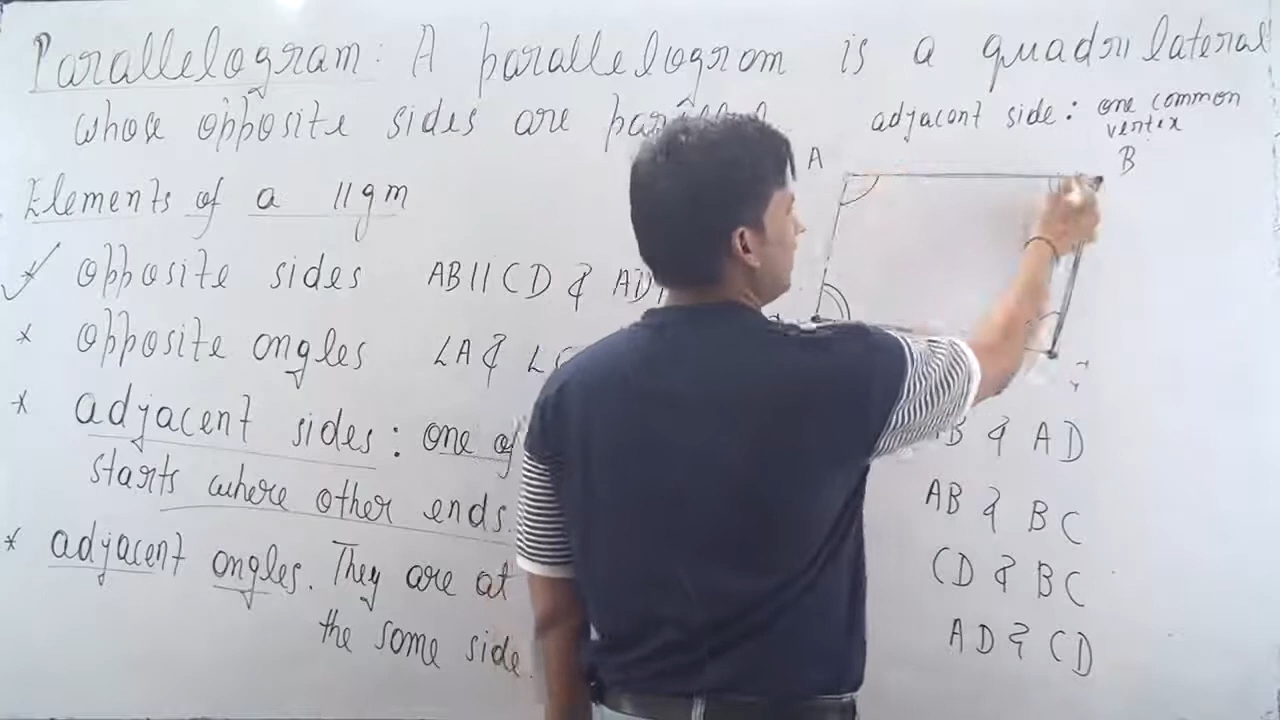 Parallelogram: A parallelogram is a quadrilateral
whose opposite sides are
adjacent side: one common
vertex
A
B
Elements of a ||gm
* opposite sides AB||CD & AD
* opposite angles ∠A &
* adjacent sides: one of
starts where other ends.
* adjacent angles. They are at
the same side.
& AD
AB & BC
CD & BC
AD & CD